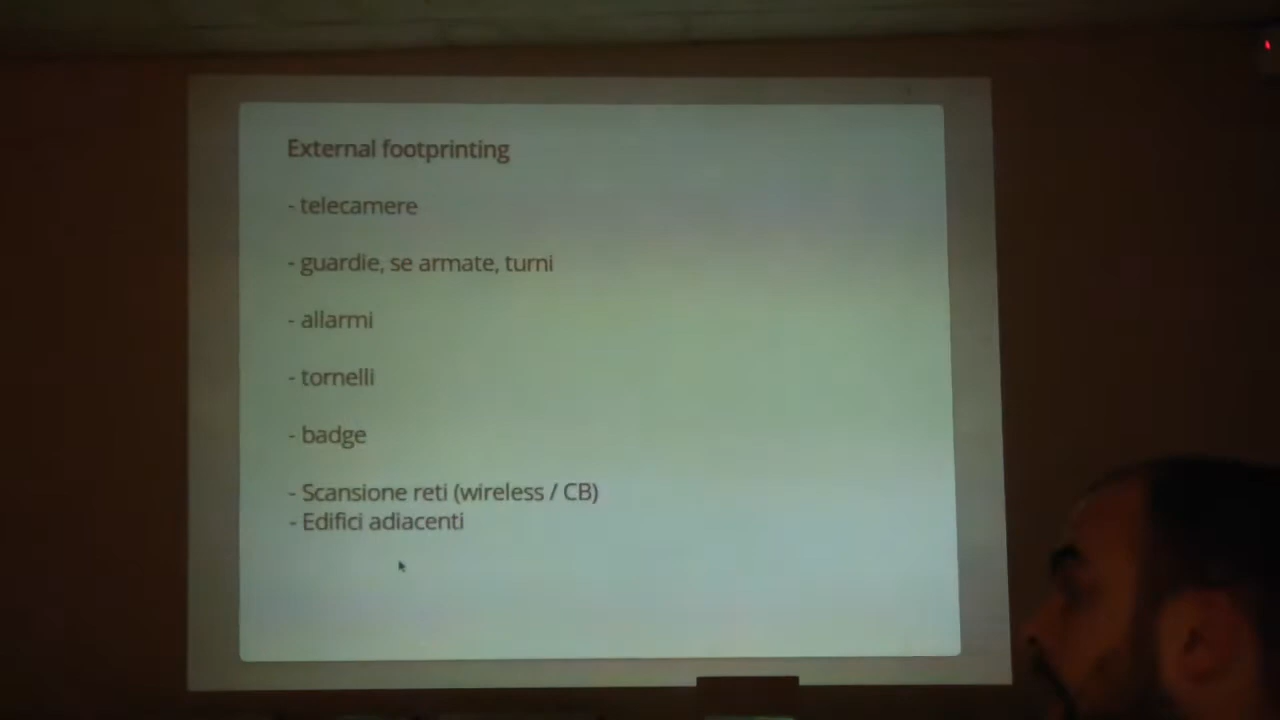 External footprinting
- telecamere
- guardie, se armate, turni
- allarmi
- tornelli
- badge
- Scansione reti (wireless / CB)
- Edifici adiacenti